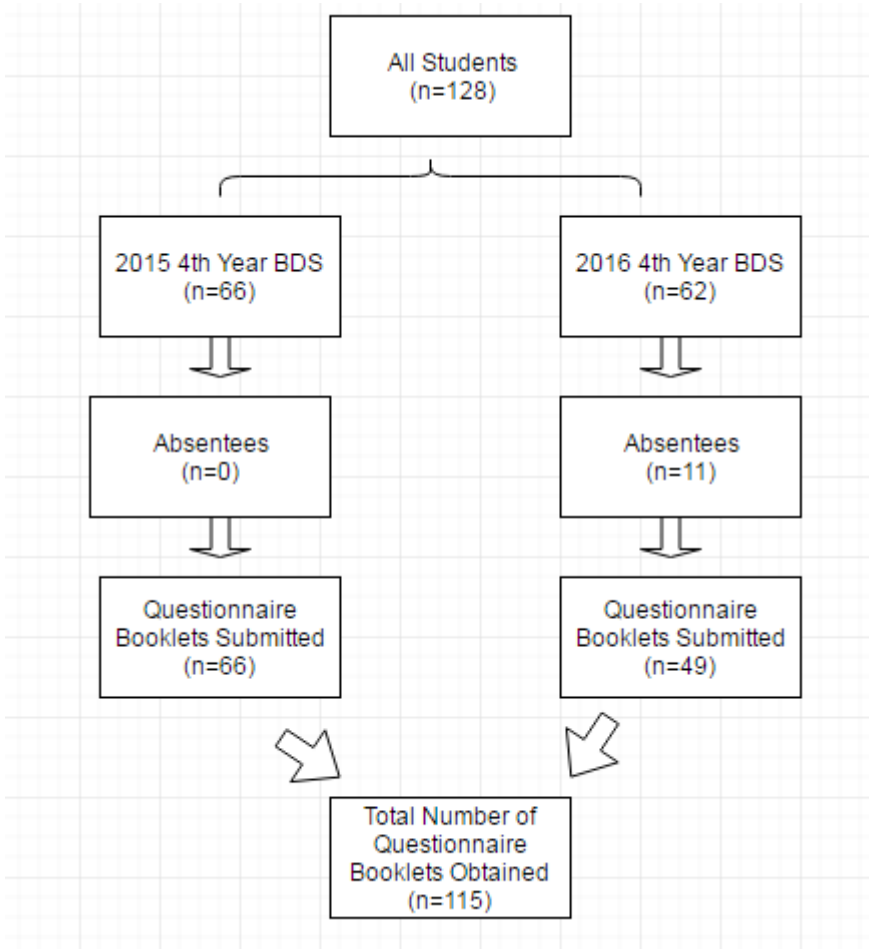 All Students
(n=128)
2015 4th Year BDS
(n=66)
2016 4th Year BDS
(n=62)
Absentees
(n=0)
Absentees
(n=11)
Questionnaire
Booklets Submitted
(n=66)
Questionnaire
Booklets Submitted
(n=49)
Total Number of
Questionnaire
Booklets Obtained
(n=115)